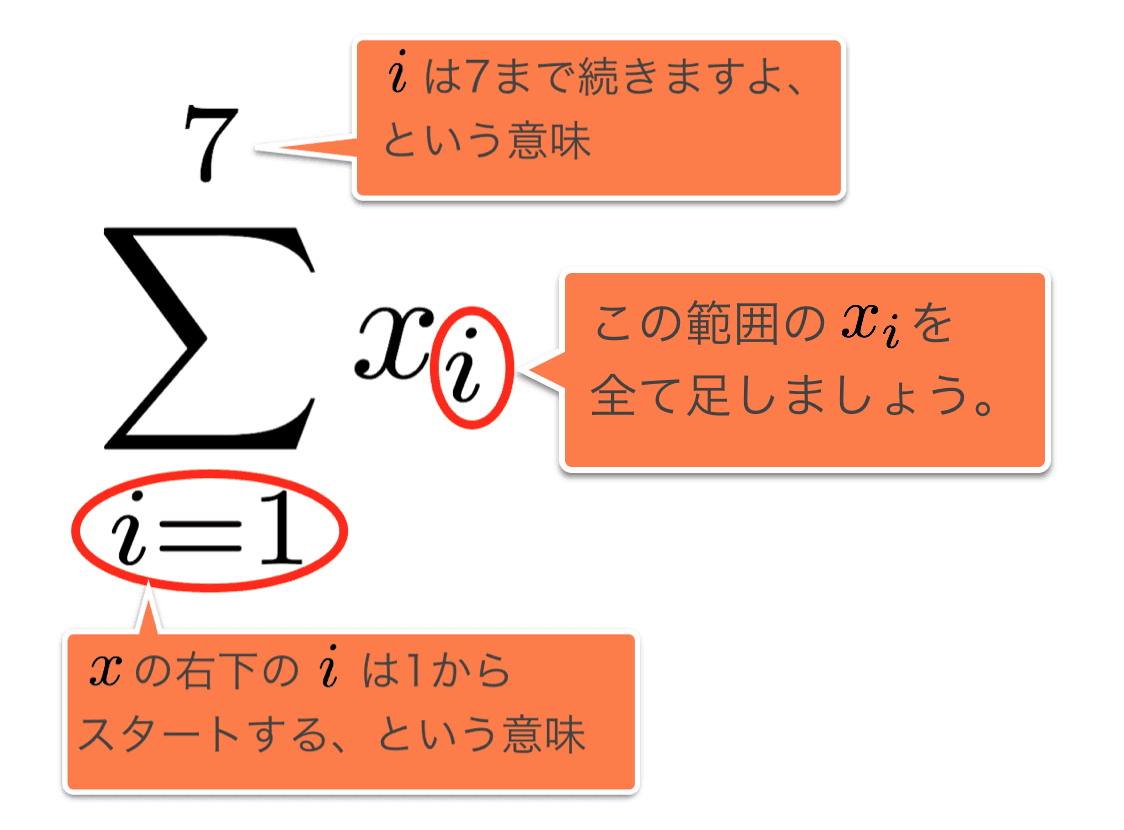 i は7まで続きますよ、
という意味
7
∑ xi
この範囲の xi を
全て足しましょう。
i=1
x の右下の i は1から
スタートする、という意味